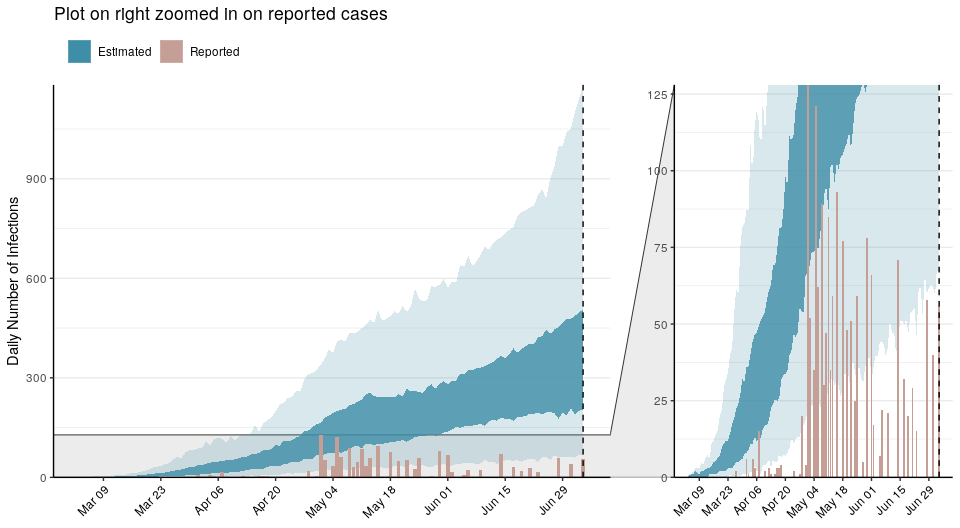 Plot on right zoomed in on reported cases
Estimated Reported
Daily Number of Infections
900
600
300
0
Mar 09 Mar 23 Apr 06 Apr 20 May 04 May 18 Jun 01 Jun 15 Jun 29
125
100
75
50
25
0
Mar 09 Mar 23 Apr 06 Apr 20 May 04 May 18 Jun 01 Jun 15 Jun 29